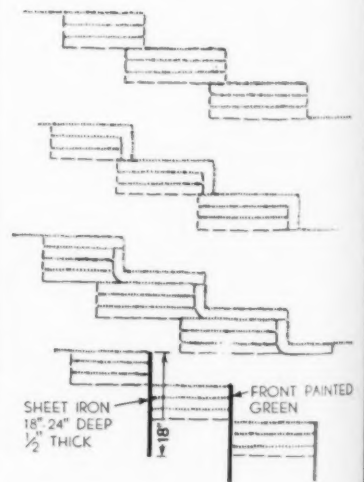 SHEET IRON
18"-24" DEEP
1/2" THICK
18"
FRONT PAINTED
GREEN